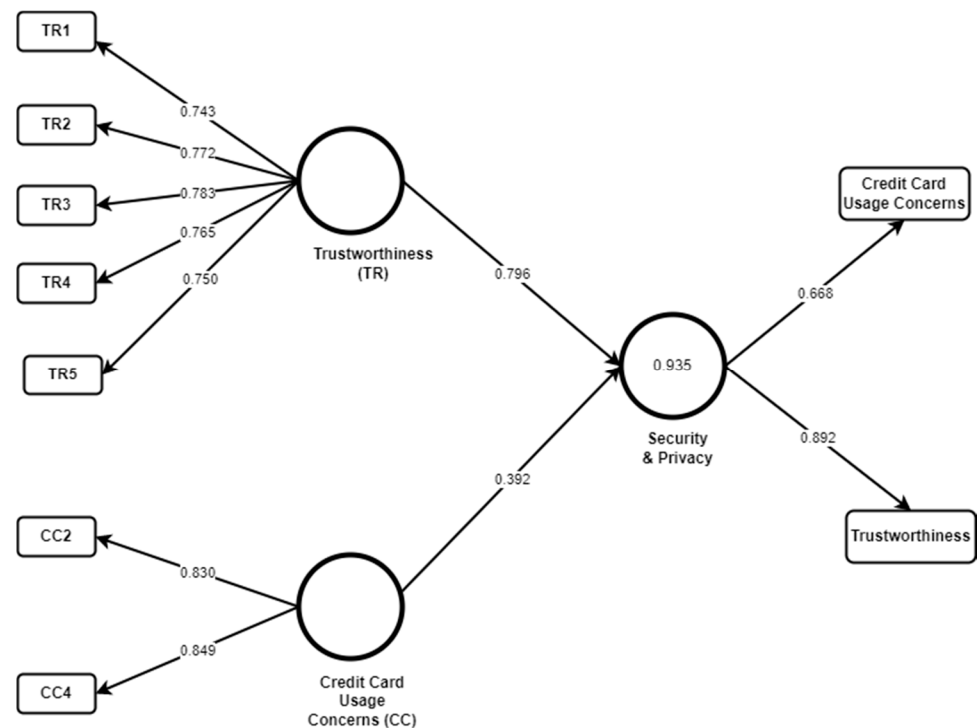 TR1
TR2
TR3
TR4
TR5
0.743
0.772
0.783
0.765
0.750
Trustworthiness
(TR)
0.796
0.935
Security
& Privacy
0.392
Credit Card
Usage Concerns
0.668
0.892
Trustworthiness
CC2
CC4
0.830
0.849
Credit Card
Usage
Concerns (CC)